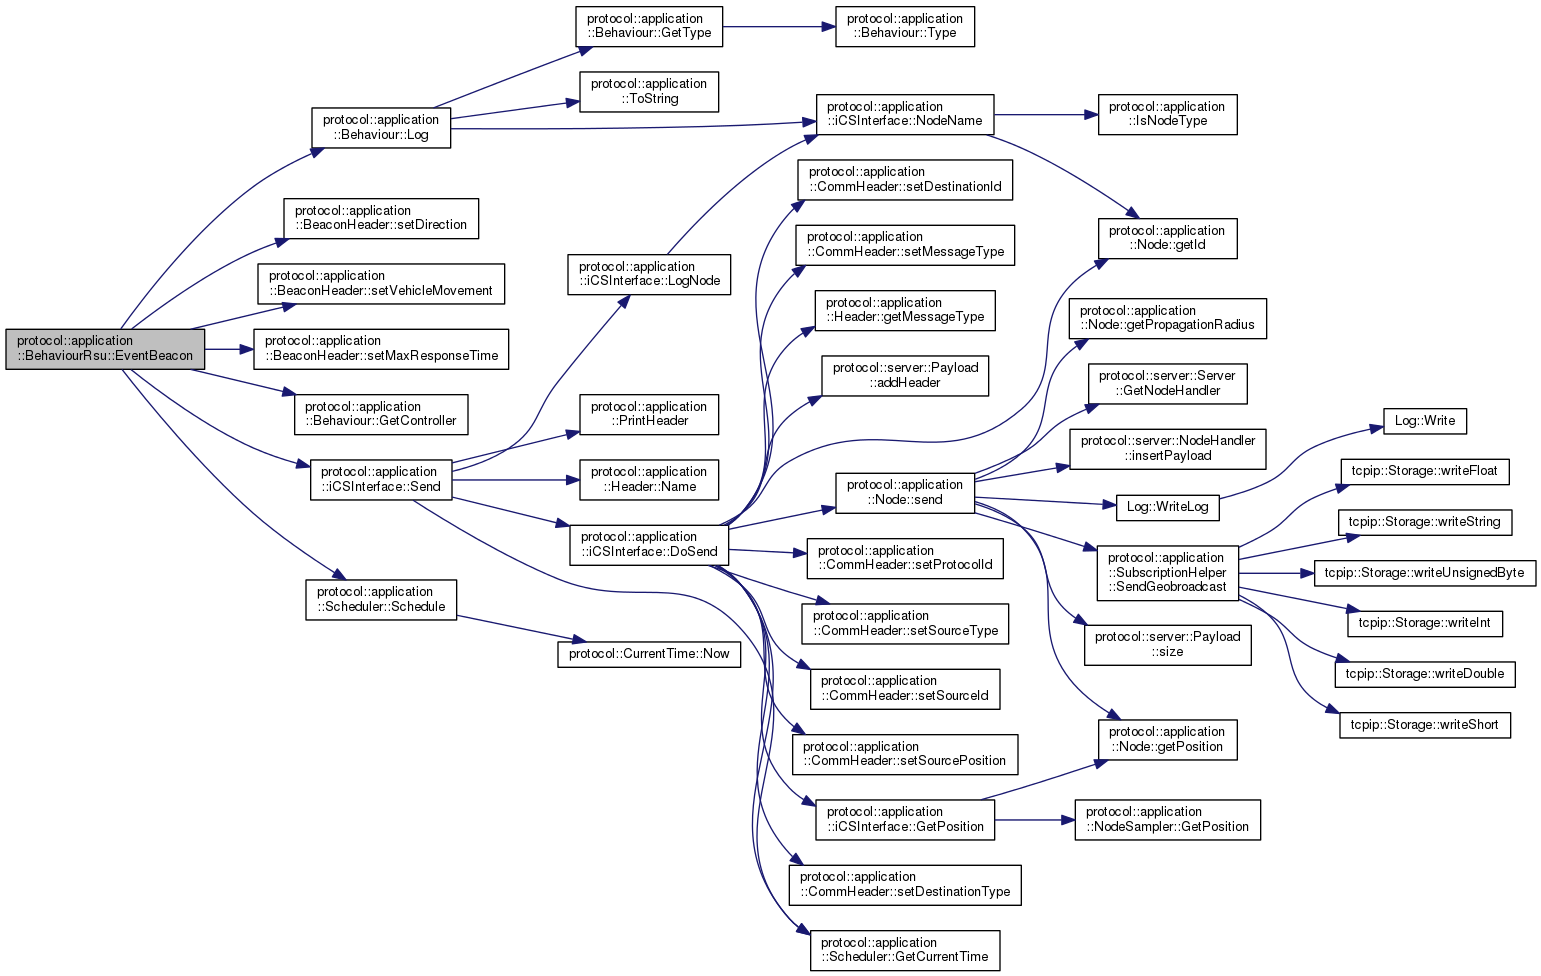 protocol::application
::BehaviourRsu::EventBeacon
protocol::application
::Behaviour::Log
protocol::application
::BeaconHeader::setDirection
protocol::application
::BeaconHeader::setVehicleMovement
protocol::application
::BeaconHeader::setMaxResponseTime
protocol::application
::Behaviour::GetController
protocol::application
::iCSInterface::Send
protocol::application
::Scheduler::Schedule
protocol::application
::Behaviour::GetType
protocol::application
::ToString
protocol::application
::iCSInterface::LogNode
protocol::application
::PrintHeader
protocol::application
::Header::Name
protocol::application
::iCSInterface::DoSend
protocol::CurrentTime::Now
protocol::application
::Behaviour::Type
protocol::application
::iCSInterface::NodeName
protocol::application
::CommHeader::setDestinationId
protocol::application
::CommHeader::setMessageType
protocol::application
::Header::getMessageType
protocol::server::Payload
::addHeader
protocol::application
::Node::send
protocol::application
::CommHeader::setProtocolId
protocol::application
::CommHeader::setSourceType
protocol::application
::CommHeader::setSourceId
protocol::application
::CommHeader::setSourcePosition
protocol::application
::iCSInterface::GetPosition
protocol::application
::CommHeader::setDestinationType
protocol::application
::Scheduler::GetCurrentTime
protocol::application
::IsNodeType
protocol::application
::Node::getId
protocol::application
::Node::getPropagationRadius
protocol::server::Server
::GetNodeHandler
protocol::server::NodeHandler
::insertPayload
Log::WriteLog
protocol::application
::SubscriptionHelper
::SendGeobroadcast
protocol::server::Payload
::size
protocol::application
::Node::getPosition
protocol::application
::NodeSampler::GetPosition
Log::Write
tcpip::Storage::writeFloat
tcpip::Storage::writeString
tcpip::Storage::writeUnsignedByte
tcpip::Storage::writeInt
tcpip::Storage::writeDouble
tcpip::Storage::writeShort